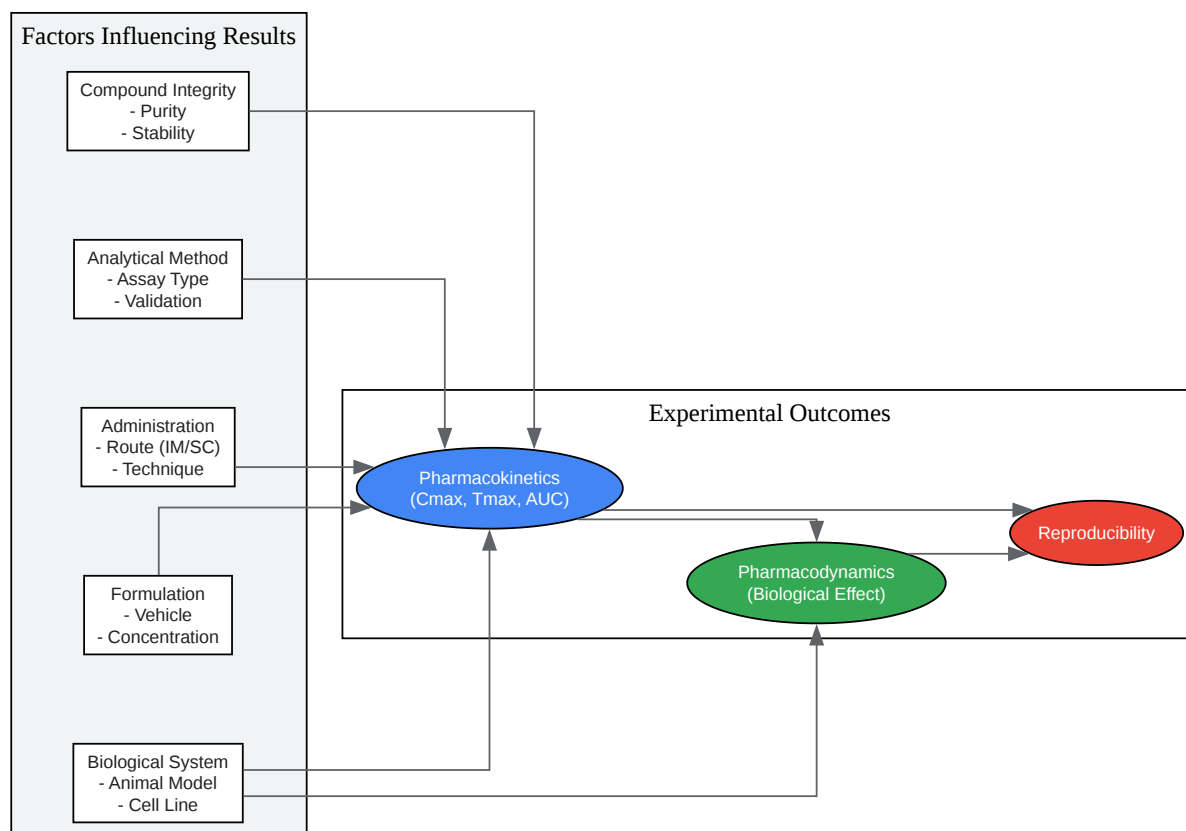 Factors Influencing Results
Compound Integrity
- Purity
- Stability
Analytical Method
- Assay Type
- Validation
Administration
- Route (IM/SC)
- Technique
Formulation
- Vehicle
- Concentration
Biological System
- Animal Model
- Cell Line
Experimental Outcomes
Pharmacokinetics
(Cmax, Tmax, AUC)
Pharmacodynamics
(Biological Effect)
Reproducibility